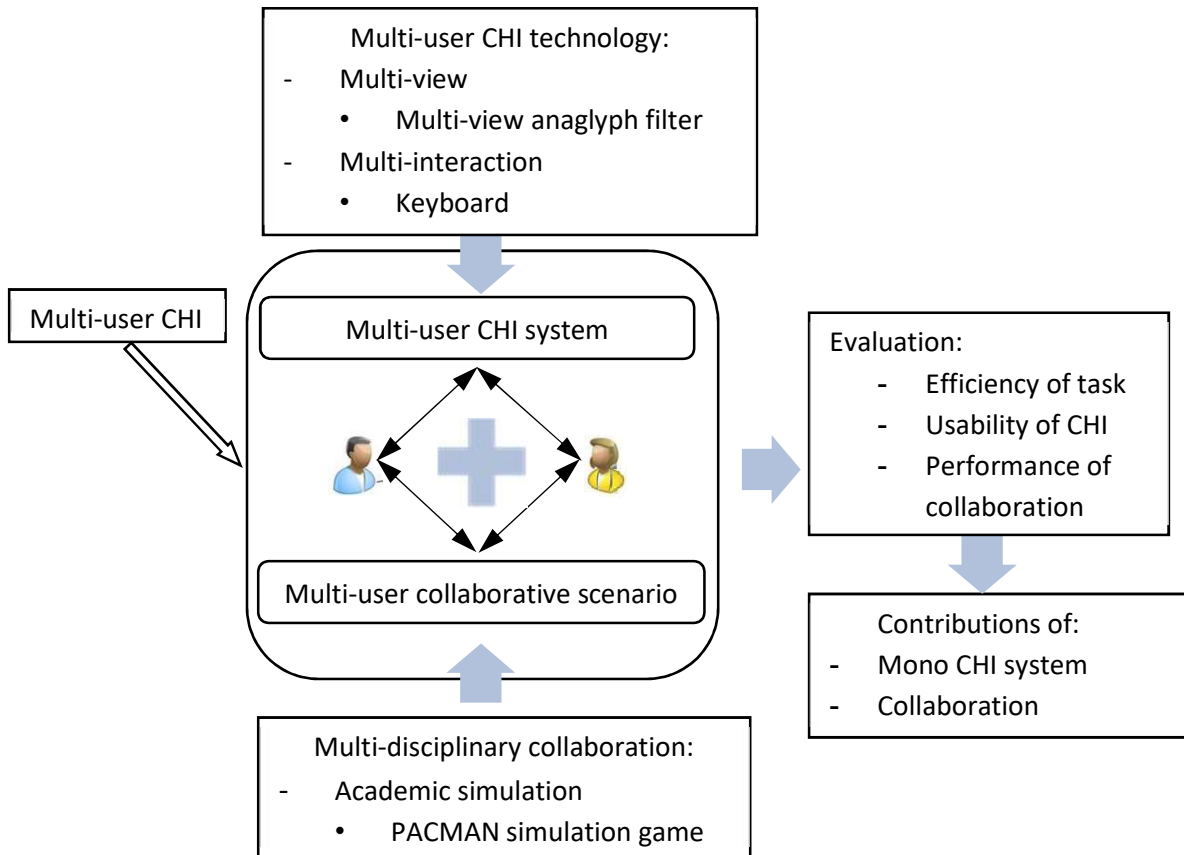 Multi-user CHI technology:
- Multi-view
• Multi-view anaglyph filter
- Multi-interaction
• Keyboard
Multi-user CHI
Multi-user CHI system
Multi-user collaborative scenario
Evaluation:
- Efficiency of task
- Usability of CHI
- Performance of
collaboration
Contributions of:
- Mono CHI system
- Collaboration
Multi-disciplinary collaboration:
- Academic simulation
• PACMAN simulation game